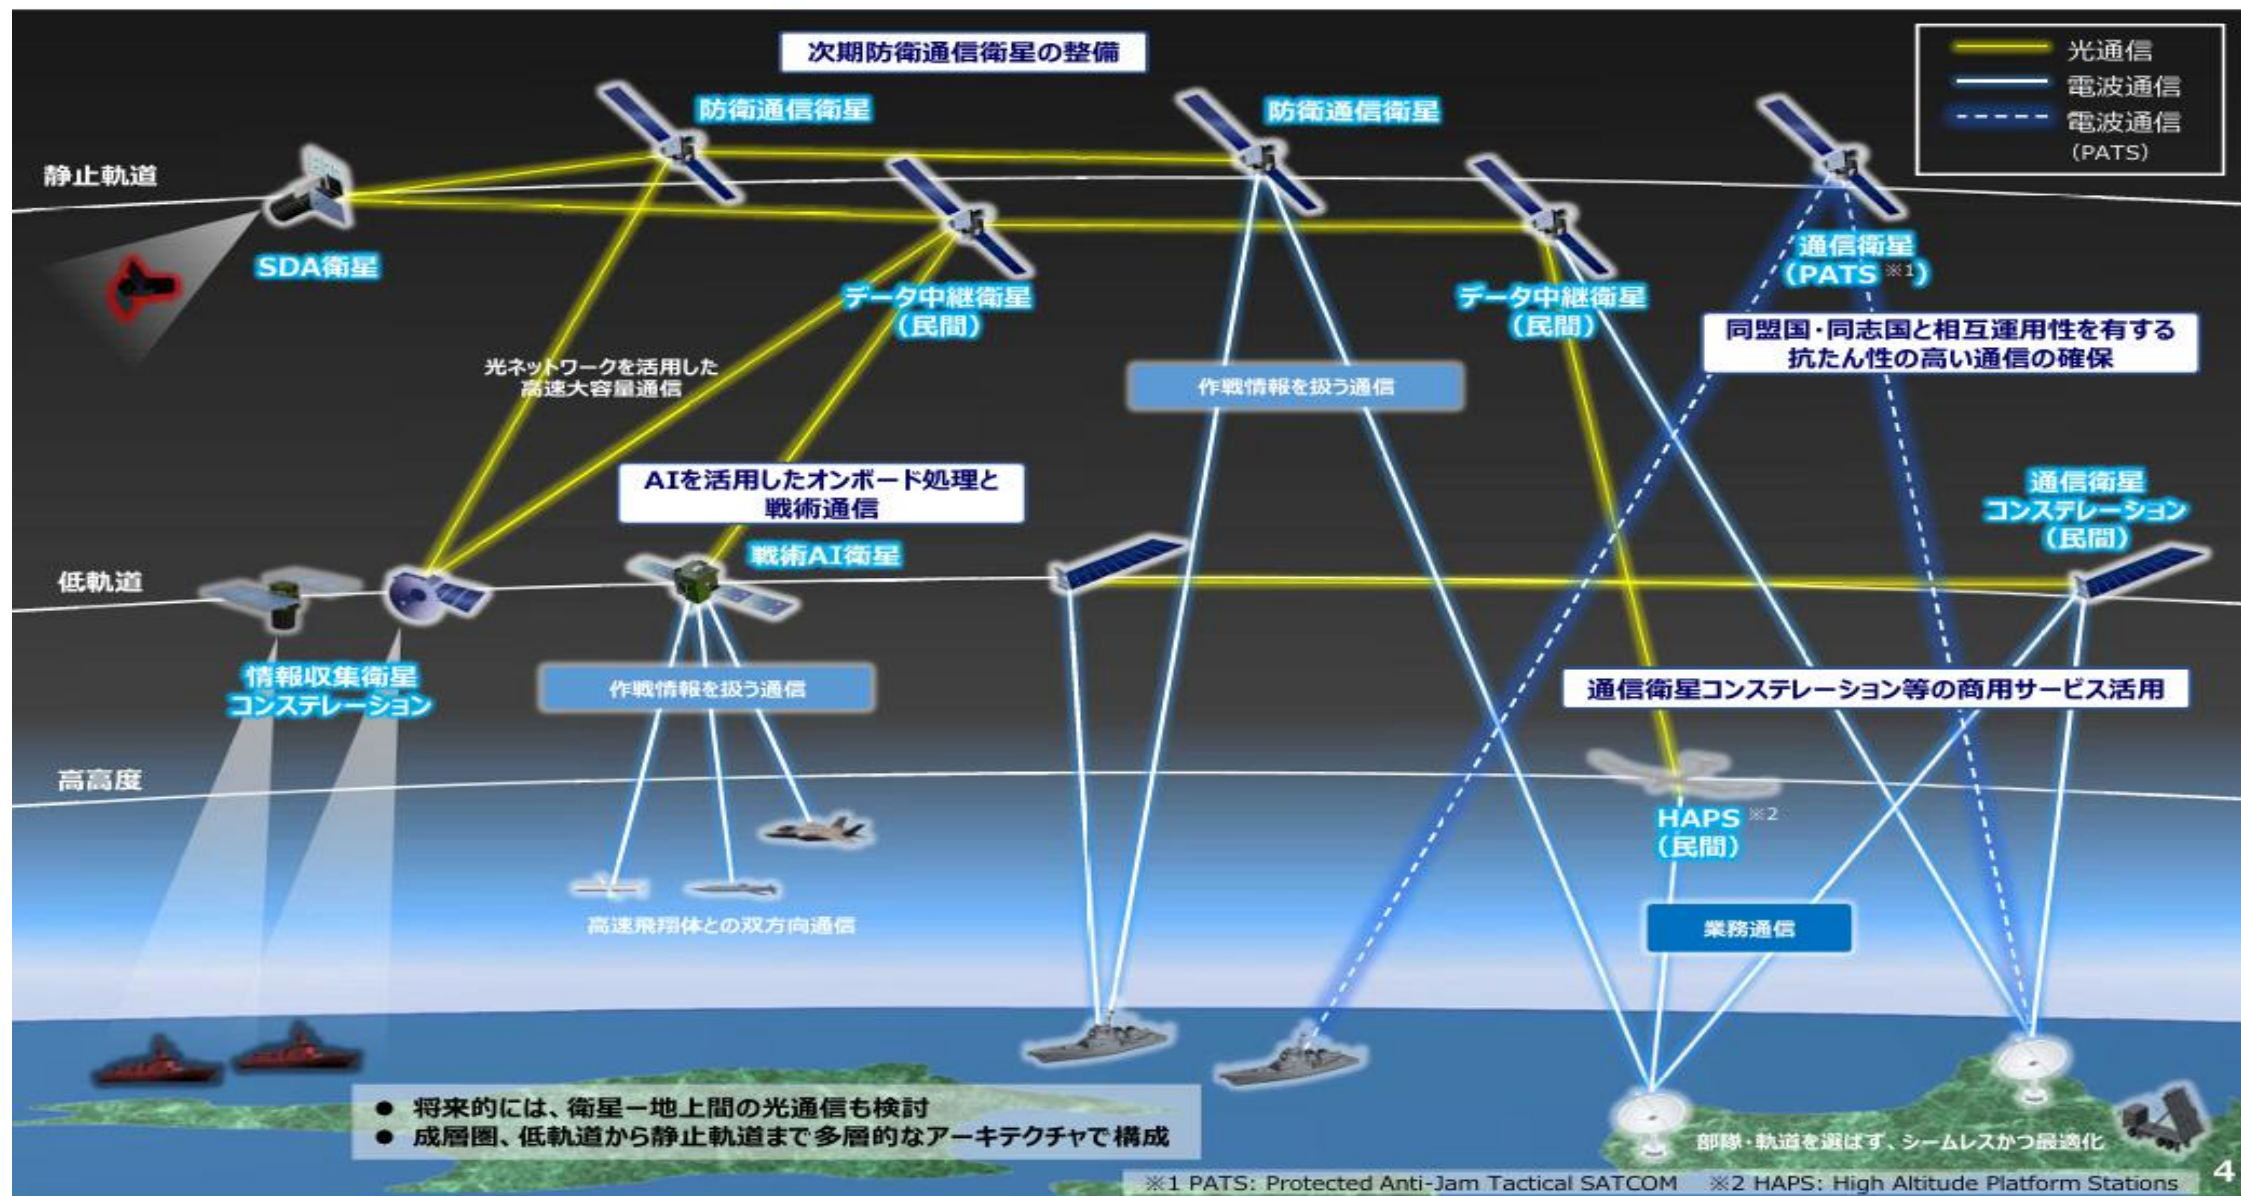 次期防衛通信衛星の整備
光通信
電波通信
電波通信
（PATS）
防衛通信衛星
防衛通信衛星
静止軌道
SDA衛星
データ中継衛星
（民間）
データ中継衛星
（民間）
通信衛星
（PATS ※1）
同盟国・同志国と相互運用性を有する
抗たん性の高い通信の確保
光ネットワークを活用した
高速大容量通信
作戦情報を扱う通信
AIを活用したオンボード処理と
戦術通信
戦術AI衛星
通信衛星
コンステレーション
（民間）
低軌道
情報収集衛星
コンステレーション
作戦情報を扱う通信
通信衛星コンステレーション等の商用サービス活用
高高度
HAPS ※2
（民間）
高速飛翔体との双方向通信
業務通信
● 将来的には、衛星ー地上間の光通信も検討
● 成層圏、低軌道から静止軌道まで多層的なアーキテクチャで構成
部隊・軌道を選ばず、シームレスかつ最適化
※1 PATS: Protected Anti-Jam Tactical SATCOM ※2 HAPS: High Altitude Platform Stations
4